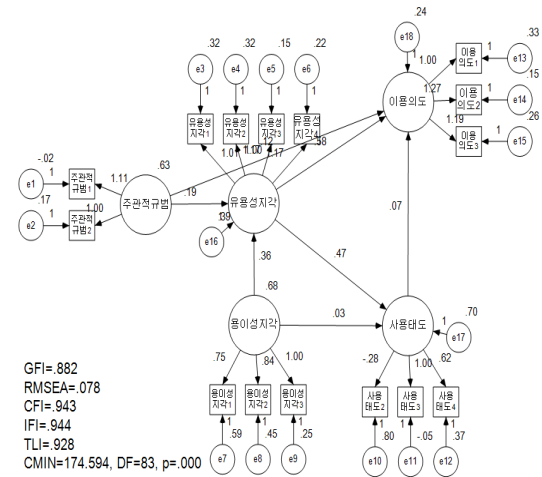 .24
e18
1
1.00
.33
이용
의도1
1
e13
.15
.32
.32
.15
.22
e3
e4
e5
e6
1
1
1
1
이용의도
1.27
이용
의도2
1
e14
.26
1.19
이용
의도3
1
e15
유용성
지각1
유용성
지각2
유용성
지각3
유용성
지각4
1.01
1.00
.12
.17
.58
-.02
e1
1
주관적
규범1
1.11
.63
.17
e2
1
주관적
규범2
1.00
주관적규범
.19
유용성지각
.39
e16
.07
.47
.36
.68
용이성지각
.03
사용태도
.70
1
e17
.75
.84
1.00
-.28
1.00
.62
용이성
지각1
용이성
지각2
용이성
지각3
사용
태도2
사용
태도3
사용
태도4
1
.59
1
.45
1
.25
1
.80
1
-.05
1
.37
e7
e8
e9
e10
e11
e12
GFI=.882
RMSEA=.078
CFI=.943
IFI=.944
TLI=.928
CMIN=174.594, DF=83, p=.000